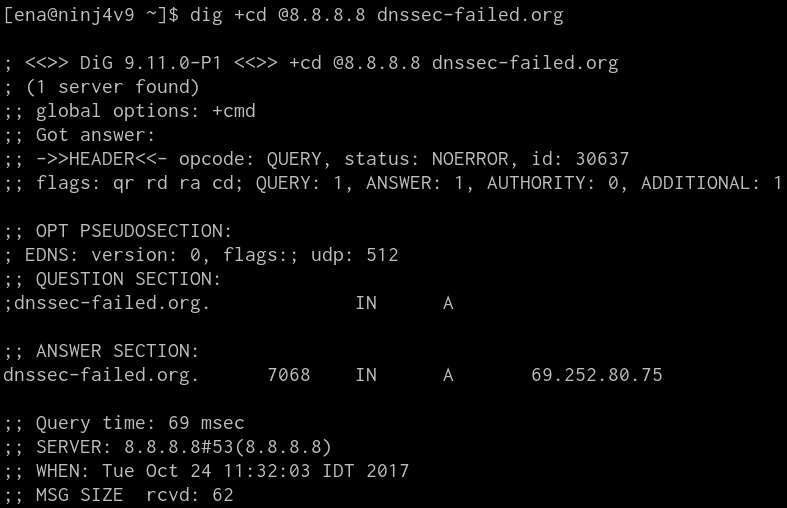 [ena@ninj4v9 ~]$ dig +cd @8.8.8.8 dnssec-failed.org
; <<>> DiG 9.11.0-P1 <<>> +cd @8.8.8.8 dnssec-failed.org
; (1 server found)
;; global options: +cmd
;; Got answer:
;; ->>HEADER<<- opcode: QUERY, status: NOERROR, id: 30637
;; flags: qr rd ra cd; QUERY: 1, ANSWER: 1, AUTHORITY: 0, ADDITIONAL: 1
;; OPT PSEUDOSECTION:
; EDNS: version: 0, flags:; udp: 512
;; QUESTION SECTION:
;dnssec-failed.org. IN A
;; ANSWER SECTION:
dnssec-failed.org. 7068 IN A 69.252.80.75
;; Query time: 69 msec
;; SERVER: 8.8.8.8#53(8.8.8.8)
;; WHEN: Tue Oct 24 11:32:03 IDT 2017
;; MSG SIZE  rcvd: 62